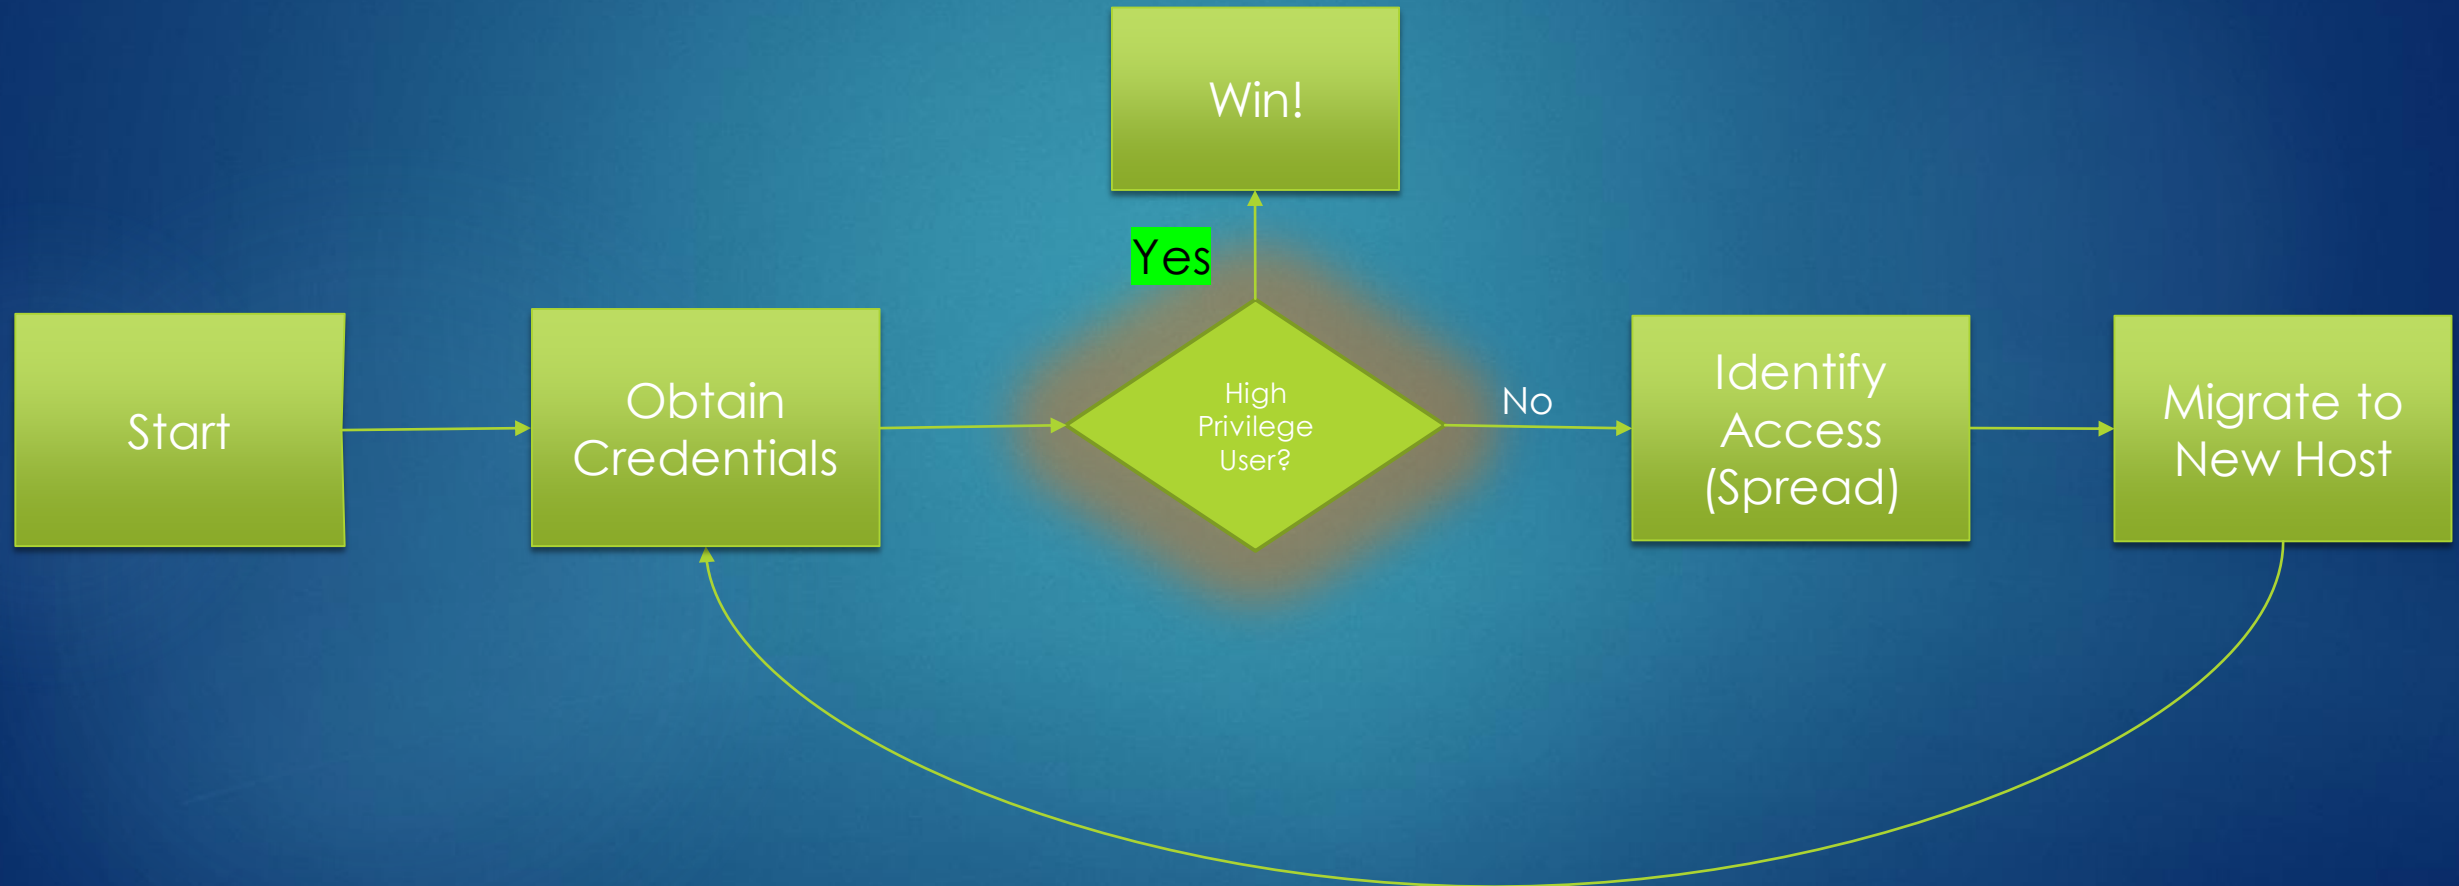 Win!
Yes
Start
Obtain
Credentials
High
Privilege
User?
No
Identify
Access
(Spread)
Migrate to
New Host